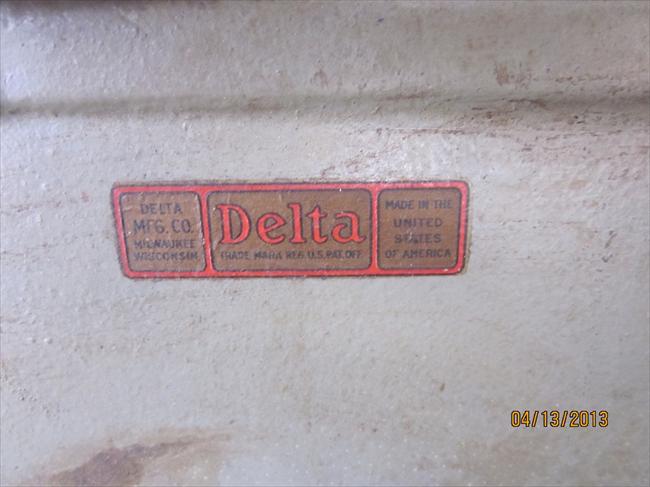 DELTA
MFG. CO.
MILWAUKEE
WISCONSIN
Delta
TRADE MARK REG. U.S. PAT. OFF.
MADE IN THE
UNITED
STATES
OF AMERICA
04/13/2013